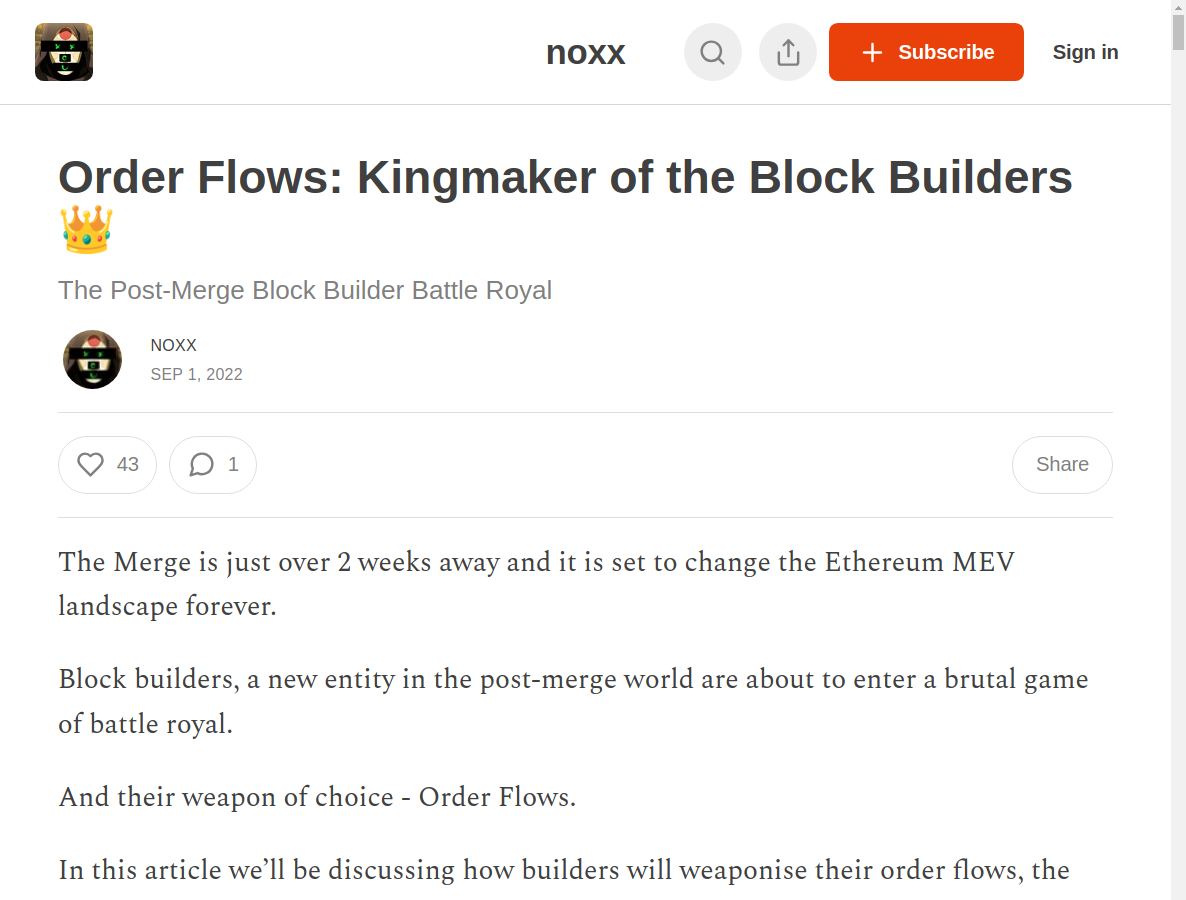 noxx
Subscribe
Sign in
Order Flows: Kingmaker of the Block Builders
👑
The Post-Merge Block Builder Battle Royal
NOXX
SEP 1, 2022
43
1
Share
The Merge is just over 2 weeks away and it is set to change the Ethereum MEV
landscape forever.
Block builders, a new entity in the post-merge world are about to enter a brutal game
of battle royal.
And their weapon of choice - Order Flows.
In this article we’ll be discussing how builders will weaponise their order flows, the